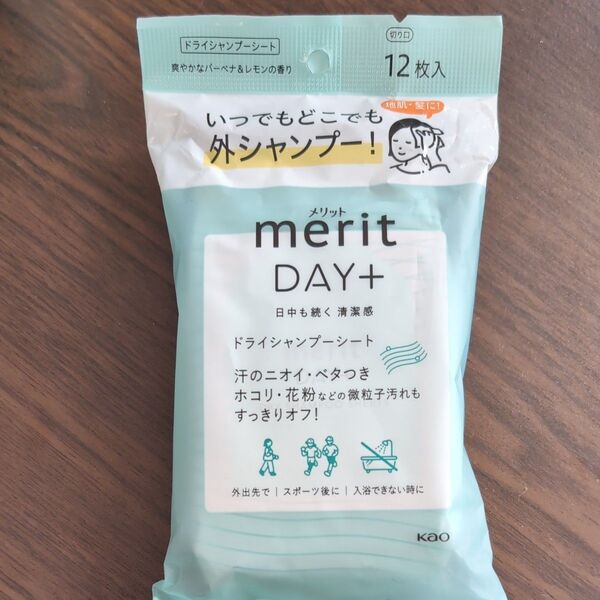 ドライシャンプーシート
爽やかなバーベナ&レモンの香り
切り口
12枚入
地肌・髪に!
いつでもどこでも
外シャンプー!
メリット
merit
DAY+
日中も続く 清潔感
ドライシャンプーシート
汗のニオイ・ベタつき
ホコリ・花粉などの微粒子汚れも
すっきりオフ!
外出先で | スポーツ後に | 入浴できない時に
Kao